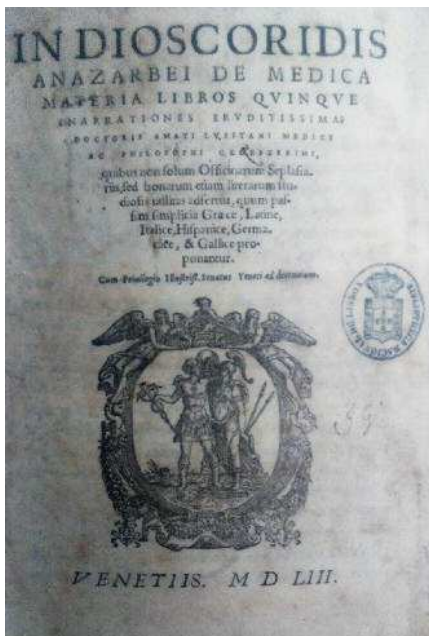 IN DIOSCORIDIS
ANAZARBEI DE MEDICA
MATERIA LIBROS QVINQVE
ENARRATIONES ERVDITISSIMAE
DOCTORIS AMATI LVSITANI MEDICI
AC PHILOSOPHI CELEBERRIMI,
quibus non solum Officinarum Seplasia-
riis, sed bonarum etiam literarum stu-
diosis utilitas adfertur, quum pas-
sim simplicia Græce, Latine,
Italice, Hispanice, Germa-
nice, & Gallice pro-
ponantur.
Cum Privilegio Illustriss. Senatus Veneti ad decennium.
VENETIIS. M D LIII.